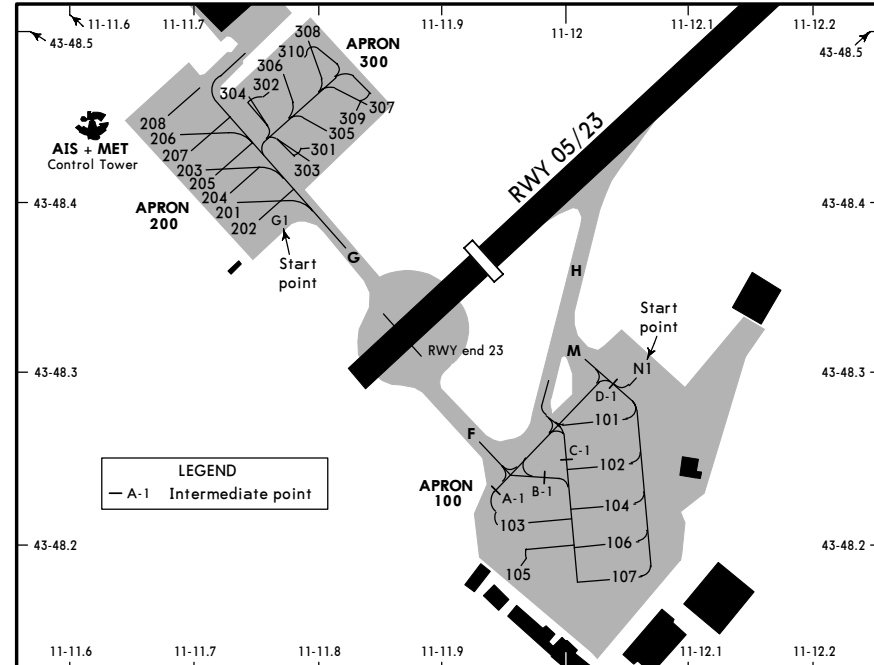 11-11.6
11-11.7
11-11.9
11-12
11-12.1
11-12.2
43-48.5
43-48.5
308
310
APRON
300
306
302
304
307
309
305
301
303
208
206
207
203
205
204
201
202
AIS + MET
Control Tower
APRON
200
G1
Start
point
G
RWY 05/23
H
43-48.4
43-48.4
Start
point
RWY end 23
M
N1
43-48.3
43-48.3
D-1
101
F
C-1
102
LEGEND
A-1 Intermediate point
APRON
100
A-1
B-1
104
103
106
105
107
43-48.2
43-48.2
11-11.6
11-11.7
11-11.8
11-11.9
11-12
11-12.1
11-12.2